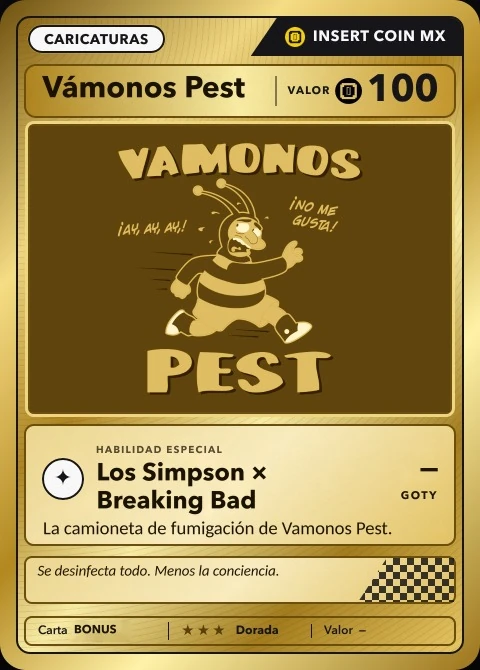 CARICATURAS
INSERT COIN MX
Vámonos Pest
VALOR 100
VAMONOS
¡AY, AY, AY!
¡NO ME
GUSTA!
PEST
HABILIDAD ESPECIAL
Los Simpson ×
Breaking Bad
—
GOTY
La camioneta de fumigación de Vamonos Pest.
Se desinfecta todo. Menos la conciencia.
Carta BONUS
★ ★ ★ Dorada
Valor —